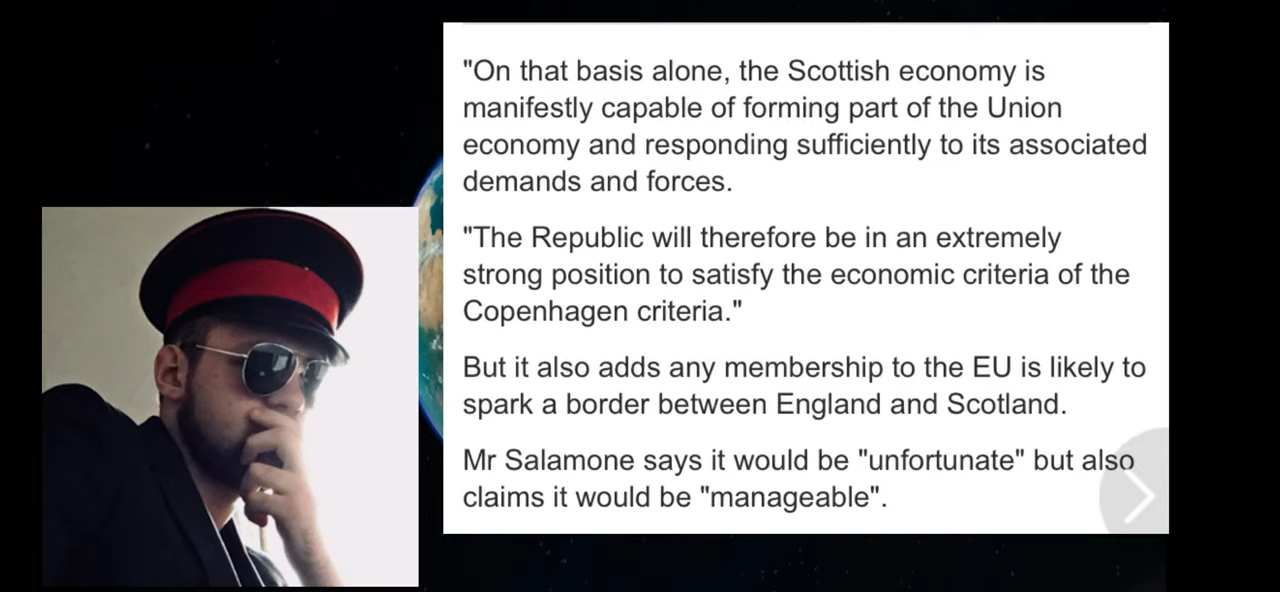 "On that basis alone, the Scottish economy is
manifestly capable of forming part of the Union
economy and responding sufficiently to its associated
demands and forces.
"The Republic will therefore be in an extremely
strong position to satisfy the economic criteria of the
Copenhagen criteria."
But it also adds any membership to the EU is likely to
spark a border between England and Scotland.
Mr Salamone says it would be "unfortunate" but also
claims it would be "manageable".